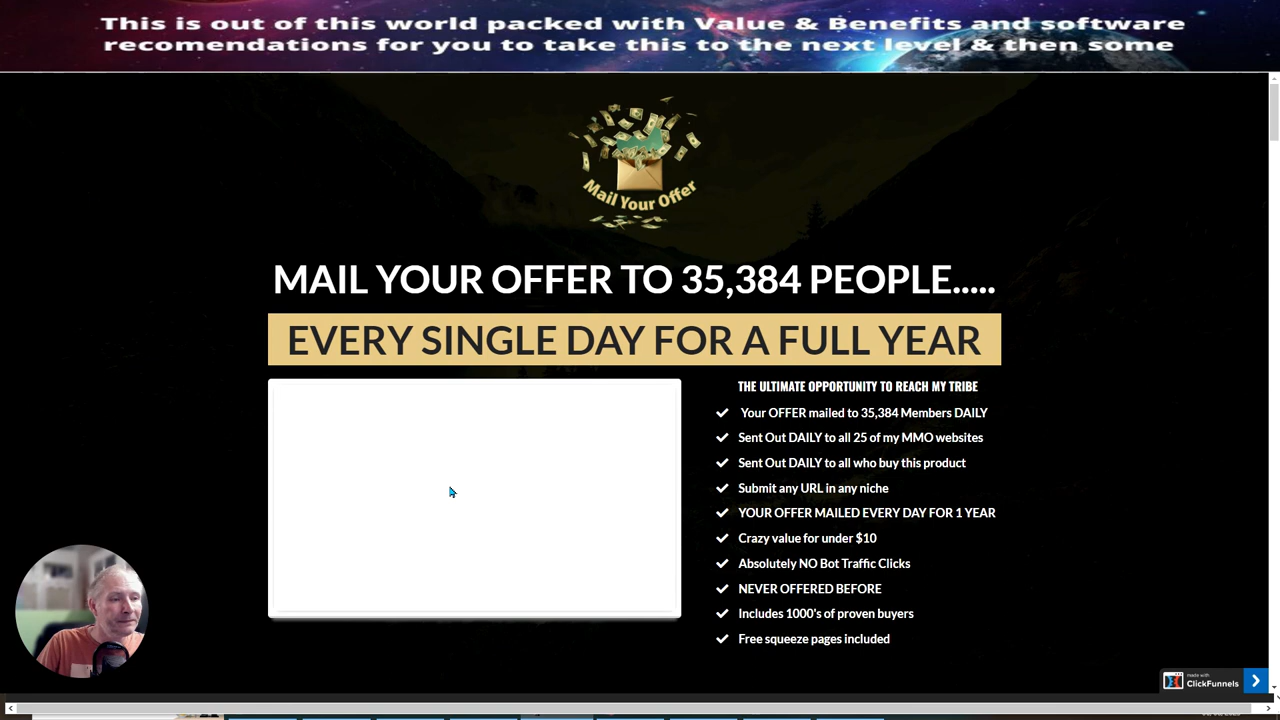 This is out of this world packed with Value & Benefits and software
recomendations for you to take this to the next level & then some
Mail Your Offer
MAIL YOUR OFFER TO 35,384 PEOPLE.....
EVERY SINGLE DAY FOR A FULL YEAR
THE ULTIMATE OPPORTUNITY TO REACH MY TRIBE
Your OFFER mailed to 35,384 Members DAILY
Sent Out DAILY to all 25 of my MMO websites
Sent Out DAILY to all who buy this product
Submit any URL in any niche
YOUR OFFER MAILED EVERY DAY FOR 1 YEAR
Crazy value for under $10
Absolutely NO Bot Traffic Clicks
NEVER OFFERED BEFORE
Includes 1000's of proven buyers
Free squeeze pages included
made with
ClickFunnels